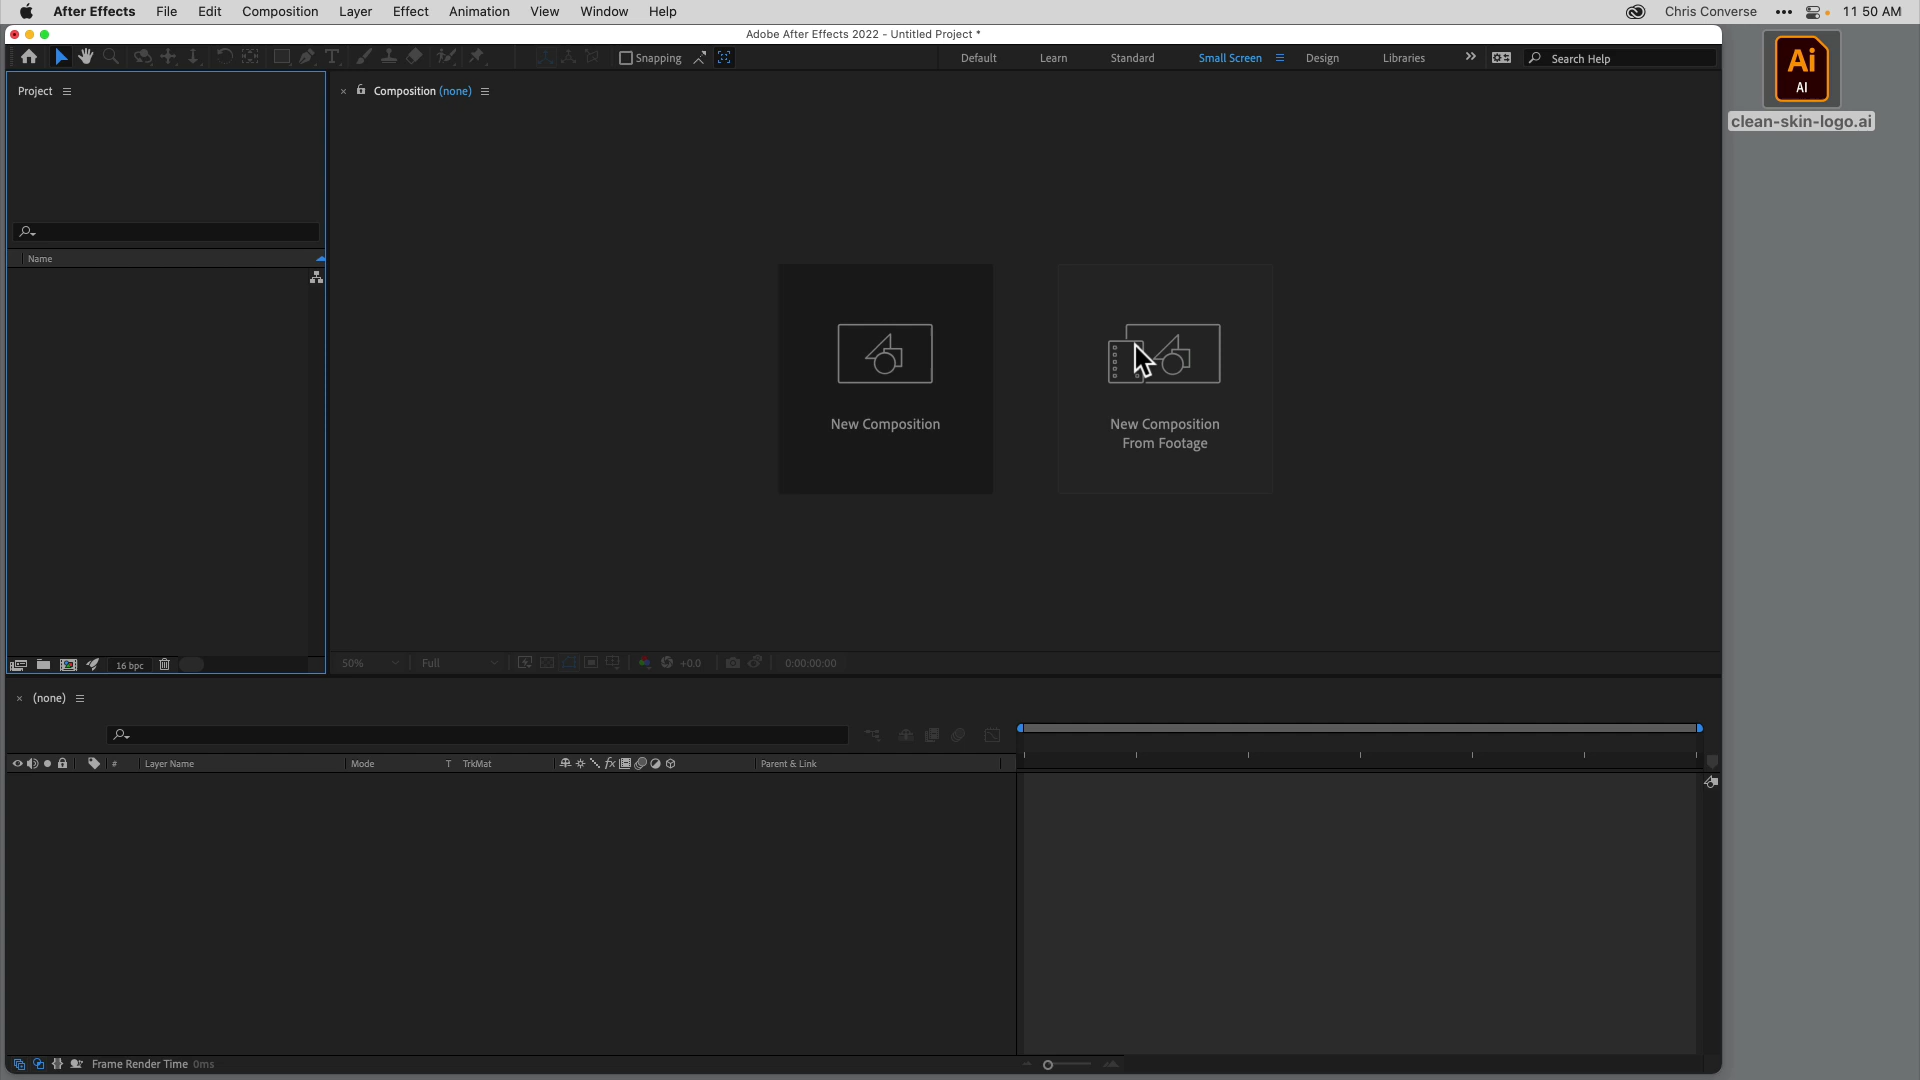 After Effects File Edit Composition Layer Effect Animation View Window Help Chris Converse 11 50 AM
Adobe After Effects 2022 - Untitled Project *
Snapping Default Learn Standard Small Screen Design Libraries Search Help
Ai
AI
clean-skin-logo.ai
Project
Composition (none)
Name
New Composition
New Composition
From Footage
16 bpc
50% Full +0.0 0:00:00:00
(none)
# Layer Name Mode T TrkMat fx Parent & Link
Frame Render Time 0ms